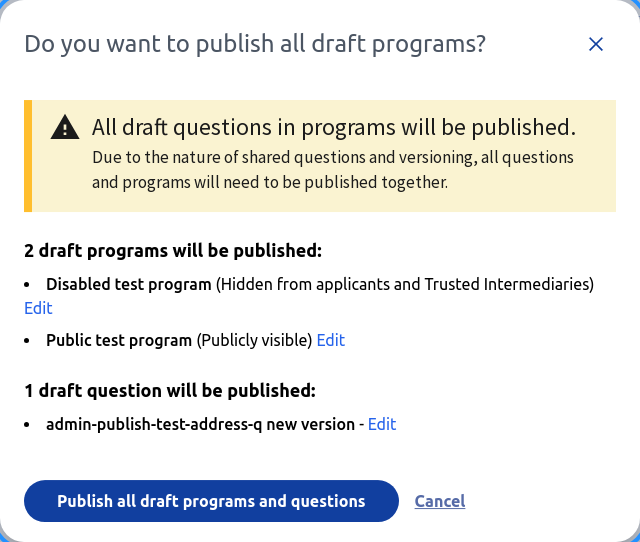 Do you want to publish all draft programs?
All draft questions in programs will be published.
Due to the nature of shared questions and versioning, all questions
and programs will need to be published together.
2 draft programs will be published:
• Disabled test program (Hidden from applicants and Trusted Intermediaries)
Edit
• Public test program (Publicly visible) Edit
1 draft question will be published:
• admin-publish-test-address-q new version - Edit
Publish all draft programs and questions Cancel